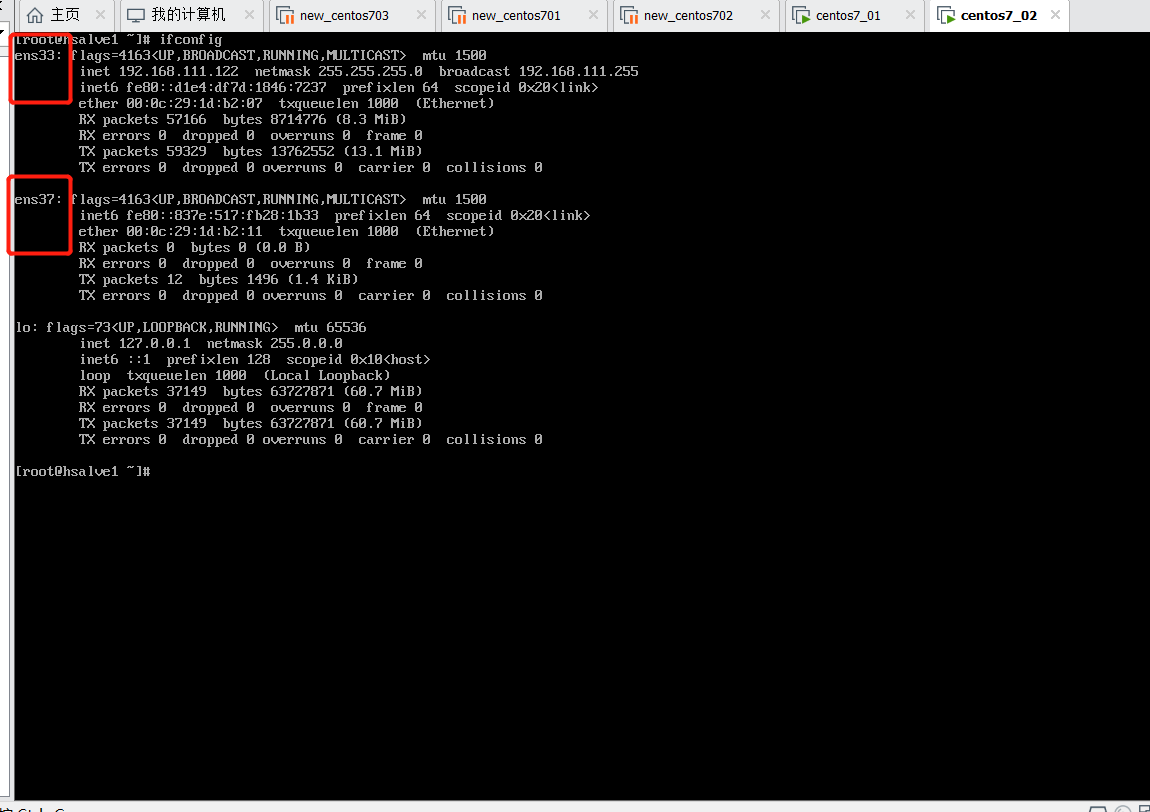 主页 我的计算机 new_centos703 new_centos701 new_centos702 centos7_01 centos7_02
[root@hsalve1 ~]# ifconfig
ens33: flags=4163<UP,BROADCAST,RUNNING,MULTICAST>  mtu 1500
inet 192.168.111.122  netmask 255.255.255.0  broadcast 192.168.111.255
inet6 fe80::d1e4:df7d:1846:7237  prefixlen 64  scopeid 0x20<link>
ether 00:0c:29:1d:b2:07  txqueuelen 1000  (Ethernet)
RX packets 57166  bytes 8714776 (8.3 MiB)
RX errors 0  dropped 0  overruns 0  frame 0
TX packets 59329  bytes 13762552 (13.1 MiB)
TX errors 0  dropped 0 overruns 0  carrier 0  collisions 0
ens37: flags=4163<UP,BROADCAST,RUNNING,MULTICAST>  mtu 1500
inet6 fe80::837e:517:fb28:1b33  prefixlen 64  scopeid 0x20<link>
ether 00:0c:29:1d:b2:11  txqueuelen 1000  (Ethernet)
RX packets 0  bytes 0 (0.0 B)
RX errors 0  dropped 0  overruns 0  frame 0
TX packets 12  bytes 1496 (1.4 KiB)
TX errors 0  dropped 0 overruns 0  carrier 0  collisions 0
lo: flags=73<UP,LOOPBACK,RUNNING>  mtu 65536
inet 127.0.0.1  netmask 255.0.0.0
inet6 ::1  prefixlen 128  scopeid 0x10<host>
loop  txqueuelen 1000  (Local Loopback)
RX packets 37149  bytes 63727871 (60.7 MiB)
RX errors 0  dropped 0  overruns 0  frame 0
TX packets 37149  bytes 63727871 (60.7 MiB)
TX errors 0  dropped 0 overruns 0  carrier 0  collisions 0
[root@hsalve1 ~]#